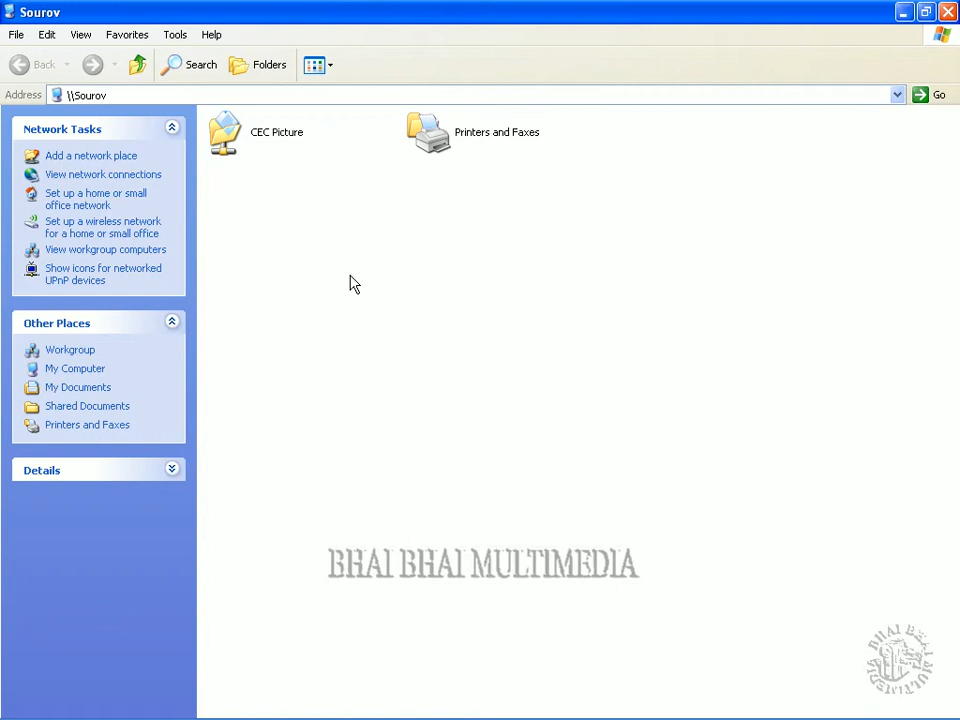 Sourov
File Edit View Favorites Tools Help
Back Search Folders
Address \\Sourov Go
Network Tasks
Add a network place
View network connections
Set up a home or small
office network
Set up a wireless network
for a home or small office
View workgroup computers
Show icons for networked
UPnP devices
Other Places
Workgroup
My Computer
My Documents
Shared Documents
Printers and Faxes
Details
CEC Picture
Printers and Faxes
BHAI BHAI MULTIMEDIA
BHAI BHAI MULTIMEDIA